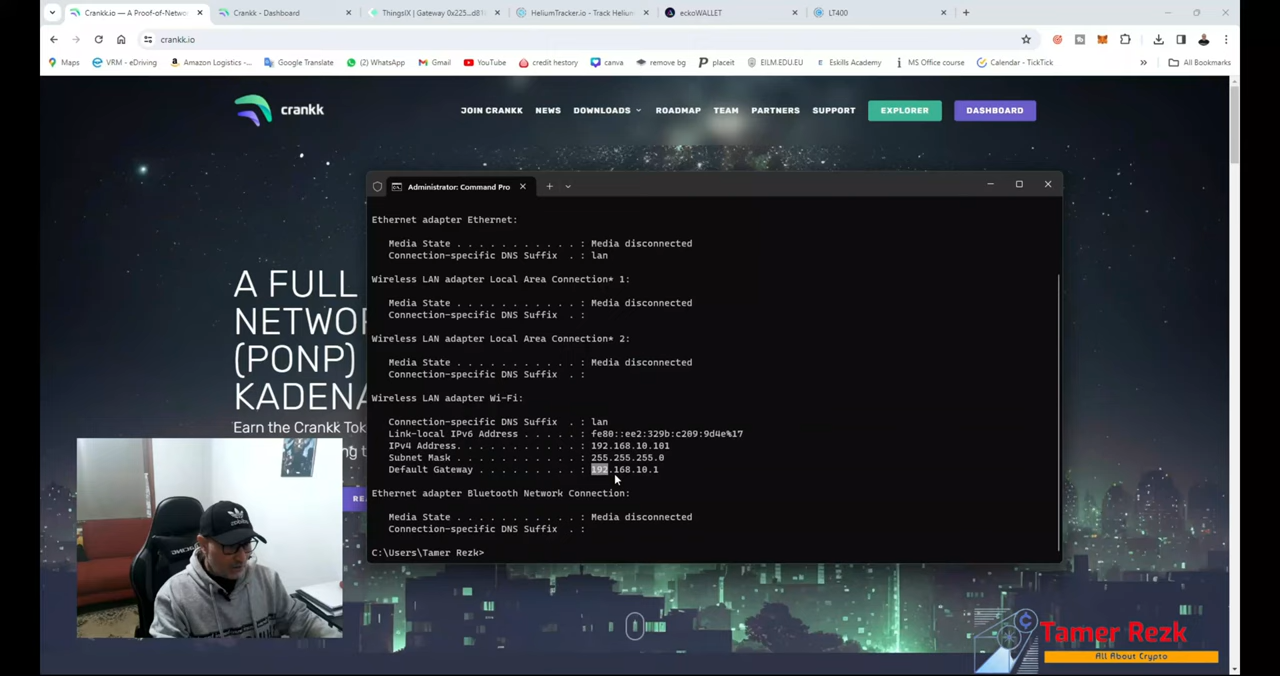 Crankk.io — A Proof-of-Netwo
Crankk - Dashboard
ThingsIX | Gateway 0x225...d81
HeliumTracker.io - Track Helium
eckoWALLET
LT400
crankk.io
Maps
VRM - eDriving
Amazon Logistics -...
Google Translate
(2) WhatsApp
Gmail
YouTube
credit hestory
canva
remove bg
placeit
EILM.EDU.EU
Eskills Academy
MS Office course
Calendar - TickTick
All Bookmarks
crankk
JOIN CRANKK
NEWS
DOWNLOADS
ROADMAP
TEAM
PARTNERS
SUPPORT
EXPLORER
DASHBOARD
Administrator: Command Pro
Ethernet adapter Ethernet:
Media State . . . . . . . . . . . : Media disconnected
Connection-specific DNS Suffix . : lan
Wireless LAN adapter Local Area Connection* 1:
Media State . . . . . . . . . . . : Media disconnected
Connection-specific DNS Suffix . :
Wireless LAN adapter Local Area Connection* 2:
Media State . . . . . . . . . . . : Media disconnected
Connection-specific DNS Suffix . :
Wireless LAN adapter Wi-Fi:
Connection-specific DNS Suffix . : lan
Link-local IPv6 Address . . . . . : fe80::ee2:329b:c209:9d4e%17
IPv4 Address. . . . . . . . . . . : 192.168.10.101
Subnet Mask . . . . . . . . . . . : 255.255.255.0
Default Gateway . . . . . . . . . : 192.168.10.1
Ethernet adapter Bluetooth Network Connection:
Media State . . . . . . . . . . . : Media disconnected
Connection-specific DNS Suffix . :
C:\Users\Tamer Rezk>
A FULL
NETWO
(PONP)
KADENA
Earn the Crankk Tok
Tamer Rezk
All About Crypto